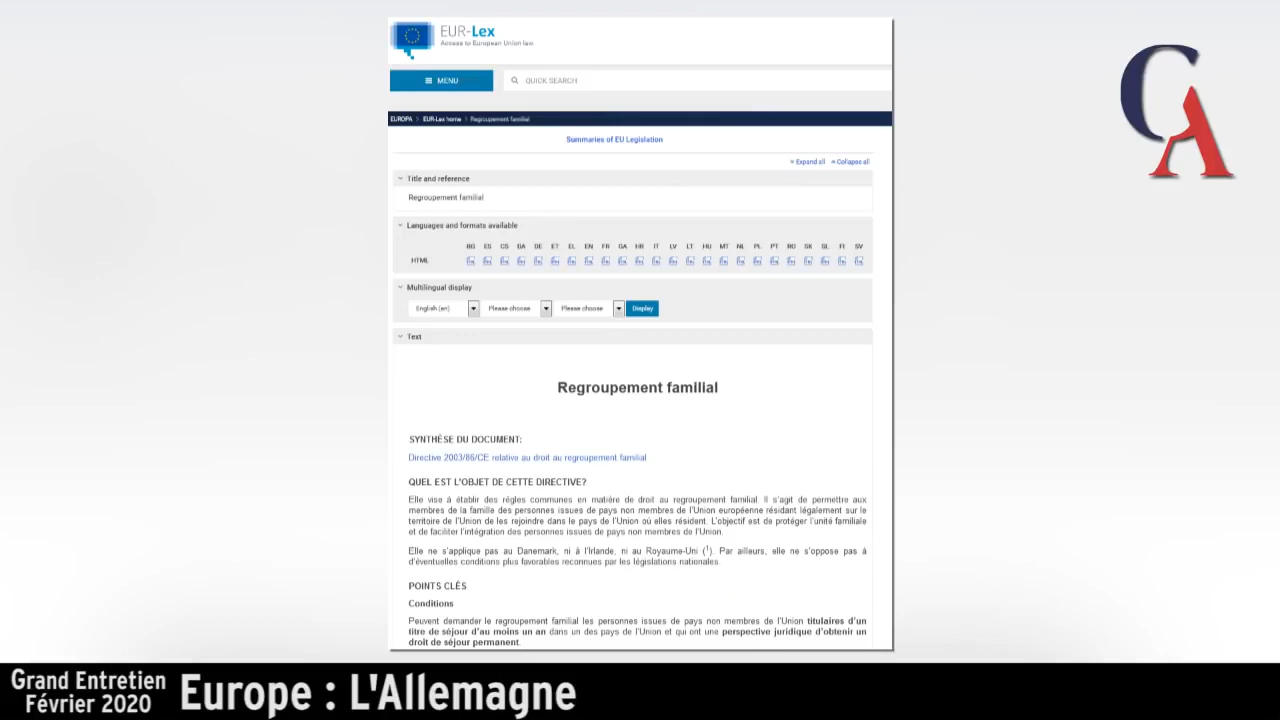 EUR-Lex
Access to European Union law
CA
MENU
QUICK SEARCH
EUROPA > EUR-Lex home > Regroupement familial
Summaries of EU Legislation
Expand all Collapse all
Title and reference
Regroupement familial
Languages and formats available
BG ES CS DA DE ET EL EN FR GA HR IT LV LT HU MT NL PL PT RO SK SL FI SV
HTML
Multilingual display
English (en) Please choose Please choose Display
Text
Regroupement familial
SYNTHÈSE DU DOCUMENT:
Directive 2003/86/CE relative au droit au regroupement familial
QUEL EST L'OBJET DE CETTE DIRECTIVE?
Elle vise à établir des règles communes en matière de droit au regroupement familial. Il s'agit de permettre aux
membres de la famille des personnes issues de pays non membres de l'Union européenne résidant légalement sur le
territoire de l'Union de les rejoindre dans le pays de l'Union où elles résident. L'objectif est de protéger l'unité familiale
et de faciliter l'intégration des personnes issues de pays non membres de l'Union.
Elle ne s'applique pas au Danemark, ni à l'Irlande, ni au Royaume-Uni (1). Par ailleurs, elle ne s'oppose pas à
d'éventuelles conditions plus favorables reconnues par les législations nationales.
POINTS CLÉS
Conditions
Peuvent demander le regroupement familial les personnes issues de pays non membres de l'Union titulaires d'un
titre de séjour d'au moins un an dans un des pays de l'Union et qui ont une perspective juridique d'obtenir un
droit de séjour permanent.
Grand Entretien
Février 2020
Europe : L'Allemagne